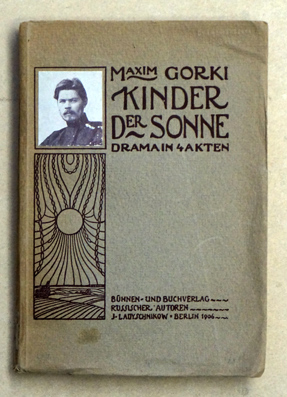 MAXIM GORKI
KINDER
DER SONNE
DRAMA IN 4 AKTEN
BÜHNEN- UND BUCHVERLAG
RUSSISCHER AUTOREN
J. LADYSCHNIKOW • BERLIN 1906